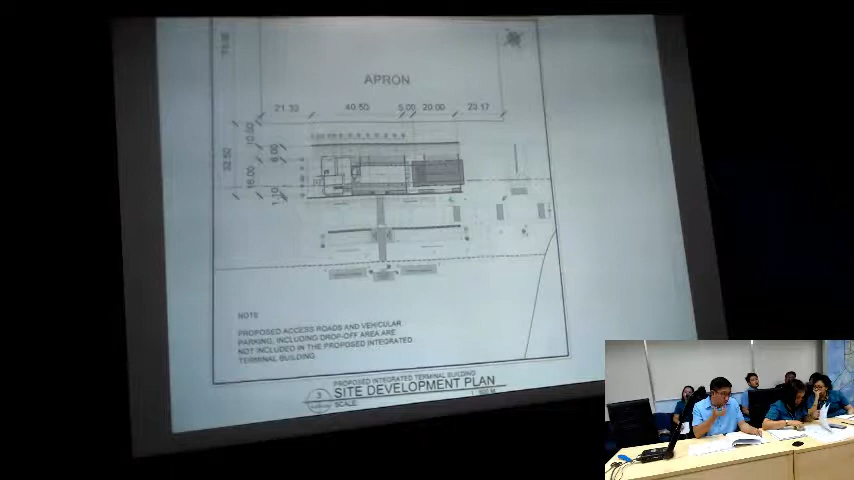 APRON
21.33 40.50 5.00 20.00 23.17
10.50
6.00
32.50
16.00
1.10
NOTE:
PROPOSED ACCESS ROADS AND VEHICULAR
PARKING, INCLUDING DROP-OFF AREA ARE
NOT INCLUDED IN THE PROPOSED INTEGRATED
TERMINAL BUILDING.
PROPOSED INTEGRATED TERMINAL BUILDING
3 SITE DEVELOPMENT PLAN
SCALE: